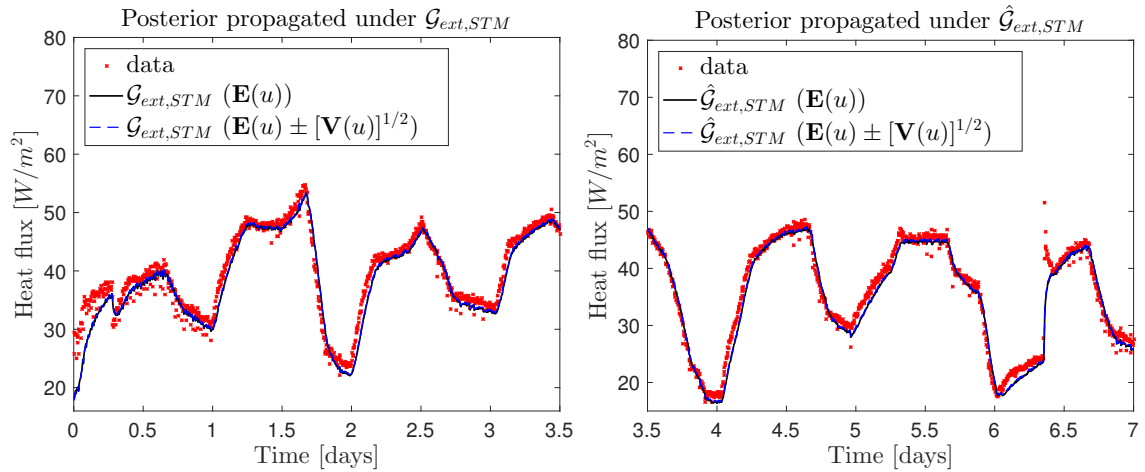 Posterior propagated under 𝒢_{ext,STM}
80
70
60
50
40
30
20
Heat flux [W/m²]
data
𝒢_{ext,STM} (E(u))
𝒢_{ext,STM} (E(u) ± [V(u)]^{1/2})
0 0.5 1 1.5 2 2.5 3 3.5
Time [days]
Posterior propagated under 𝒢̂_{ext,STM}
80
70
60
50
40
30
20
Heat flux [W/m²]
data
𝒢̂_{ext,STM} (E(u))
𝒢̂_{ext,STM} (E(u) ± [V(u)]^{1/2})
3.5 4 4.5 5 5.5 6 6.5 7
Time [days]